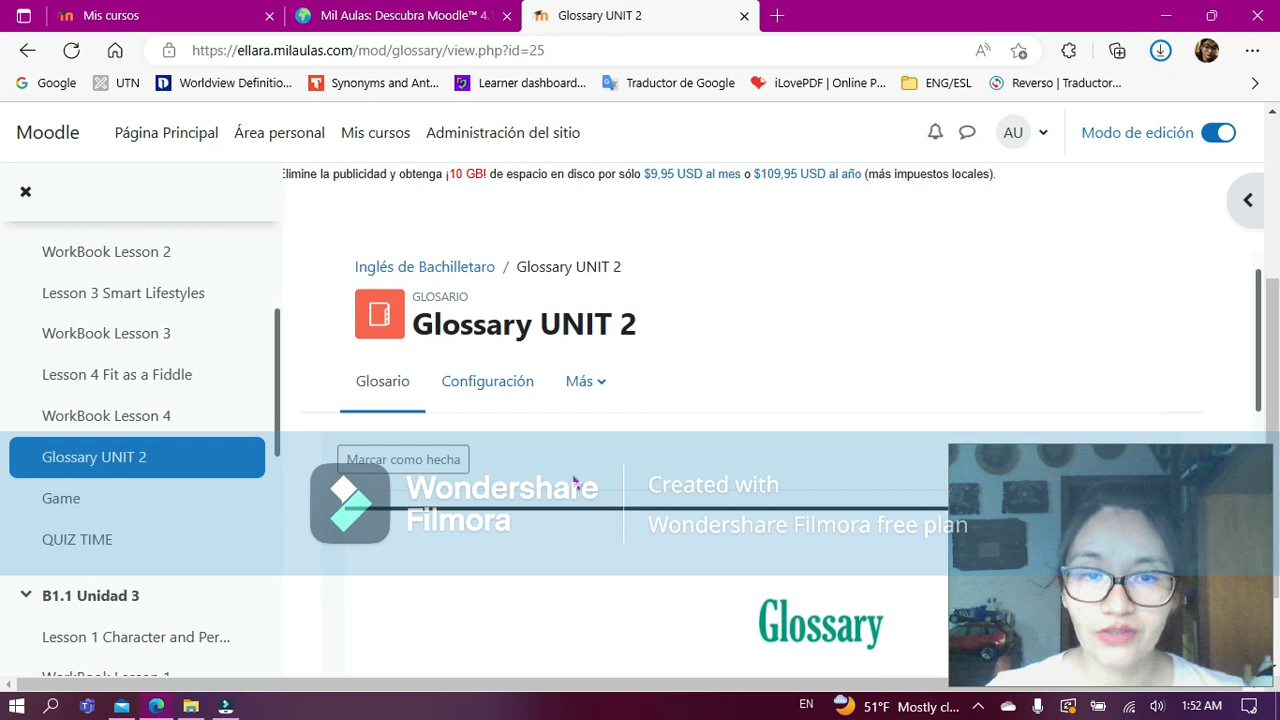 Mis cursos
Mil Aulas: Descubra Moodle™ 4.
Glossary UNIT 2
https://ellara.milaulas.com/mod/glossary/view.php?id=25
Google
UTN
Worldview Definitio...
Synonyms and Ant...
Learner dashboard...
Traductor de Google
iLovePDF | Online P...
ENG/ESL
Reverso | Traductor...
Moodle
Página Principal
Área personal
Mis cursos
Administración del sitio
AU
Modo de edición
Elimine la publicidad y obtenga ¡10 GB! de espacio en disco por sólo $9,95 USD al mes o $109,95 USD al año (más impuestos locales).
WorkBook Lesson 2
Lesson 3 Smart Lifestyles
WorkBook Lesson 3
Lesson 4 Fit as a Fiddle
WorkBook Lesson 4
Glossary UNIT 2
Game
QUIZ TIME
B1.1 Unidad 3
Lesson 1 Character and Per...
WorkBook Lesson 1
Inglés de Bachilletaro / Glossary UNIT 2
GLOSARIO
Glossary UNIT 2
Glosario
Configuración
Más
Marcar como hecha
Wondershare
Filmora
Created with
Wondershare Filmora free plan
Glossary
EN
51°F Mostly cl...
1:52 AM